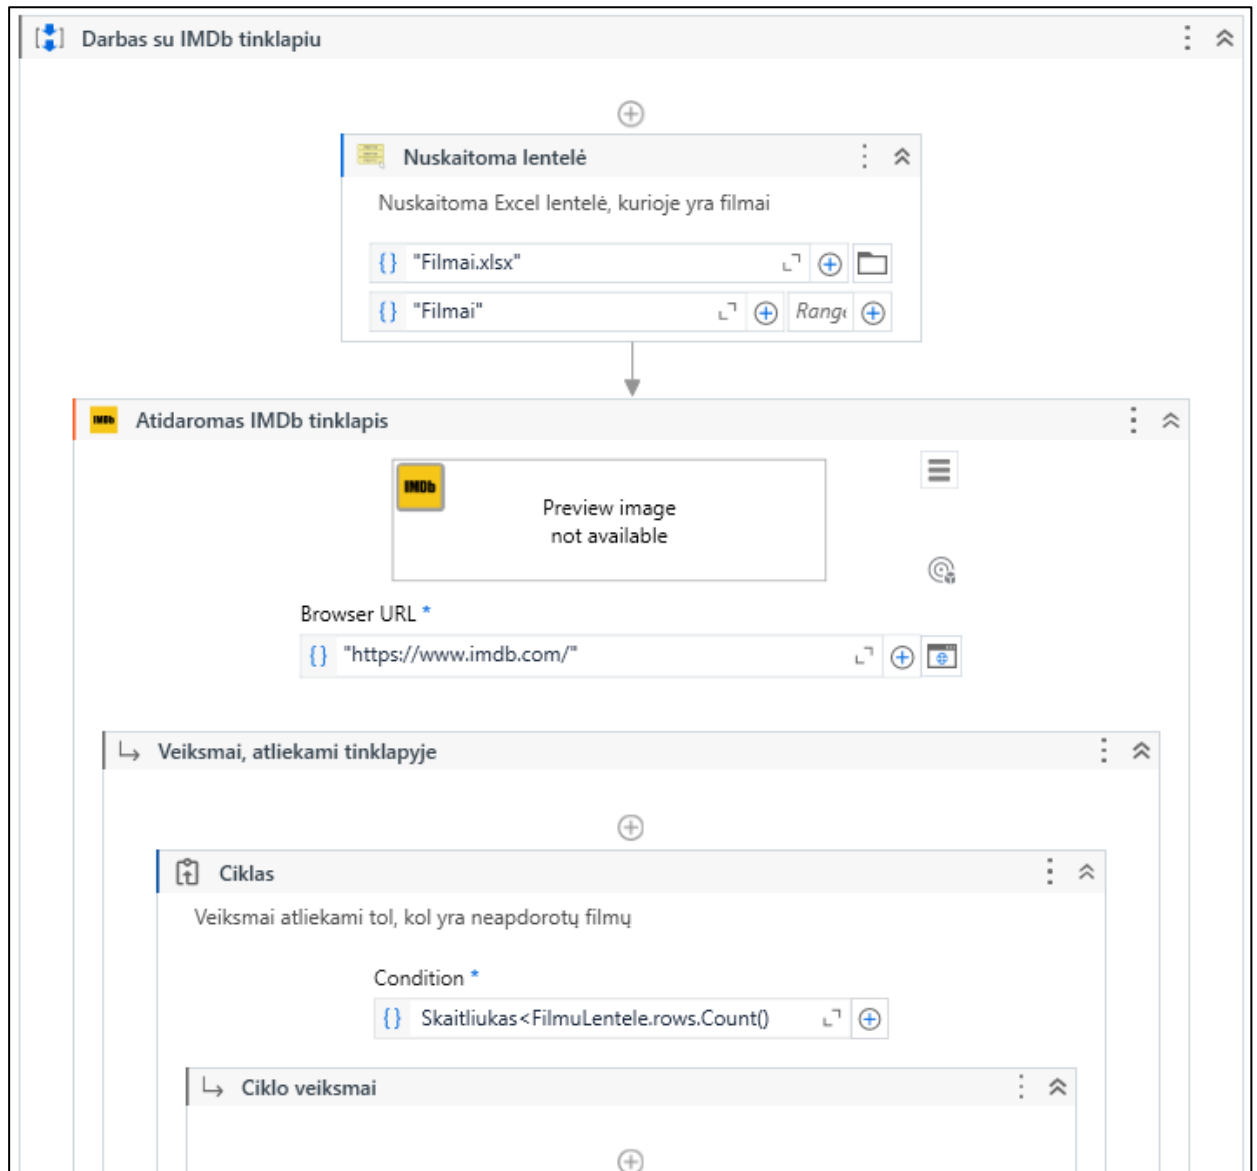 Darbas su IMDb tinklapiu
Nuskaitoma lentelė
Nuskaitoma Excel lentelė, kurioje yra filmai
{} "Filmai.xlsx"
{} "Filmai" Range
IMDb Atidaromas IMDb tinklapis
IMDb
Preview image
not available
Browser URL *
{} "https://www.imdb.com/"
Veiksmai, atliekami tinklapyje
Ciklas
Veiksmai atliekami tol, kol yra neapdorotų filmų
Condition *
{} Skaitliukas<FilmuLentele.rows.Count()
Ciklo veiksmai